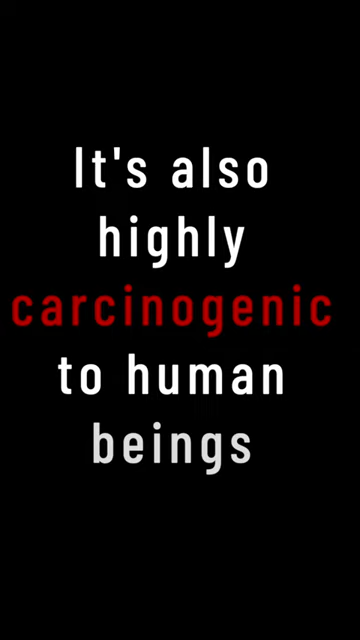 It's also
highly
carcinogenic
to human
beings